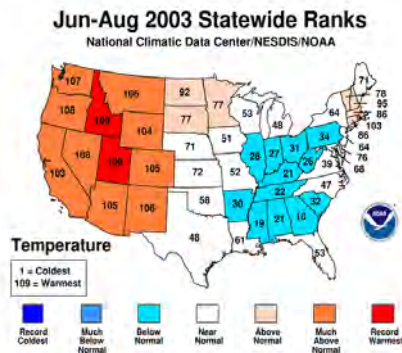 Jun-Aug 2003 Statewide Ranks
National Climatic Data Center/NESDIS/NOAA
107
92
77
71
78
95
86
103
86
64
76
68
108
109
77
53
48
64
104
71
51
28
27
31
34
103
109
105
72
52
21
26
39
47
105
106
58
30
22
32
48
61
19
21
53
NOAA
Temperature
1 = Coldest
109 = Warmest
Record
Coldest
Much
Below
Normal
Below
Normal
Near
Normal
Above
Normal
Much
Above
Normal
Record
Warmest